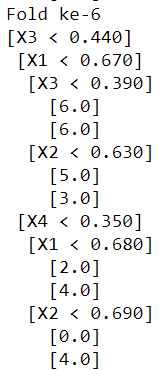 Fold ke-6
[X3 < 0.440]
[X1 < 0.670]
[X3 < 0.390]
[6.0]
[6.0]
[X2 < 0.630]
[5.0]
[3.0]
[X4 < 0.350]
[X1 < 0.680]
[2.0]
[4.0]
[X2 < 0.690]
[0.0]
[4.0]